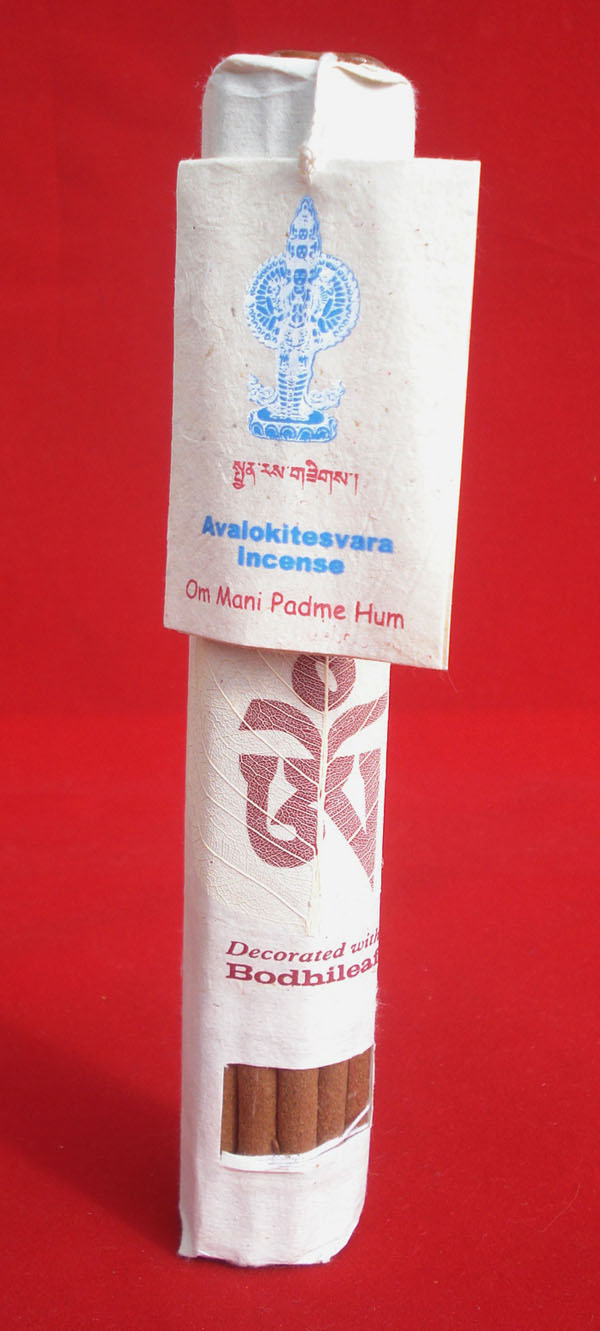 སྤྱན་རས་གཟིགས།
Avalokitesvara
Incense
Om Mani Padme Hum
ༀ
Decorated with
Bodhileaf